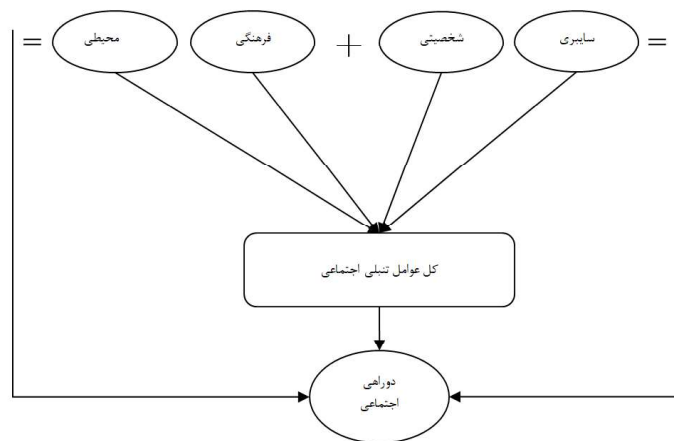 = سایبری شخصیتی + فرهنگی محیطی =
کل عوامل تنبلی اجتماعی
دوراهی
اجتماعی